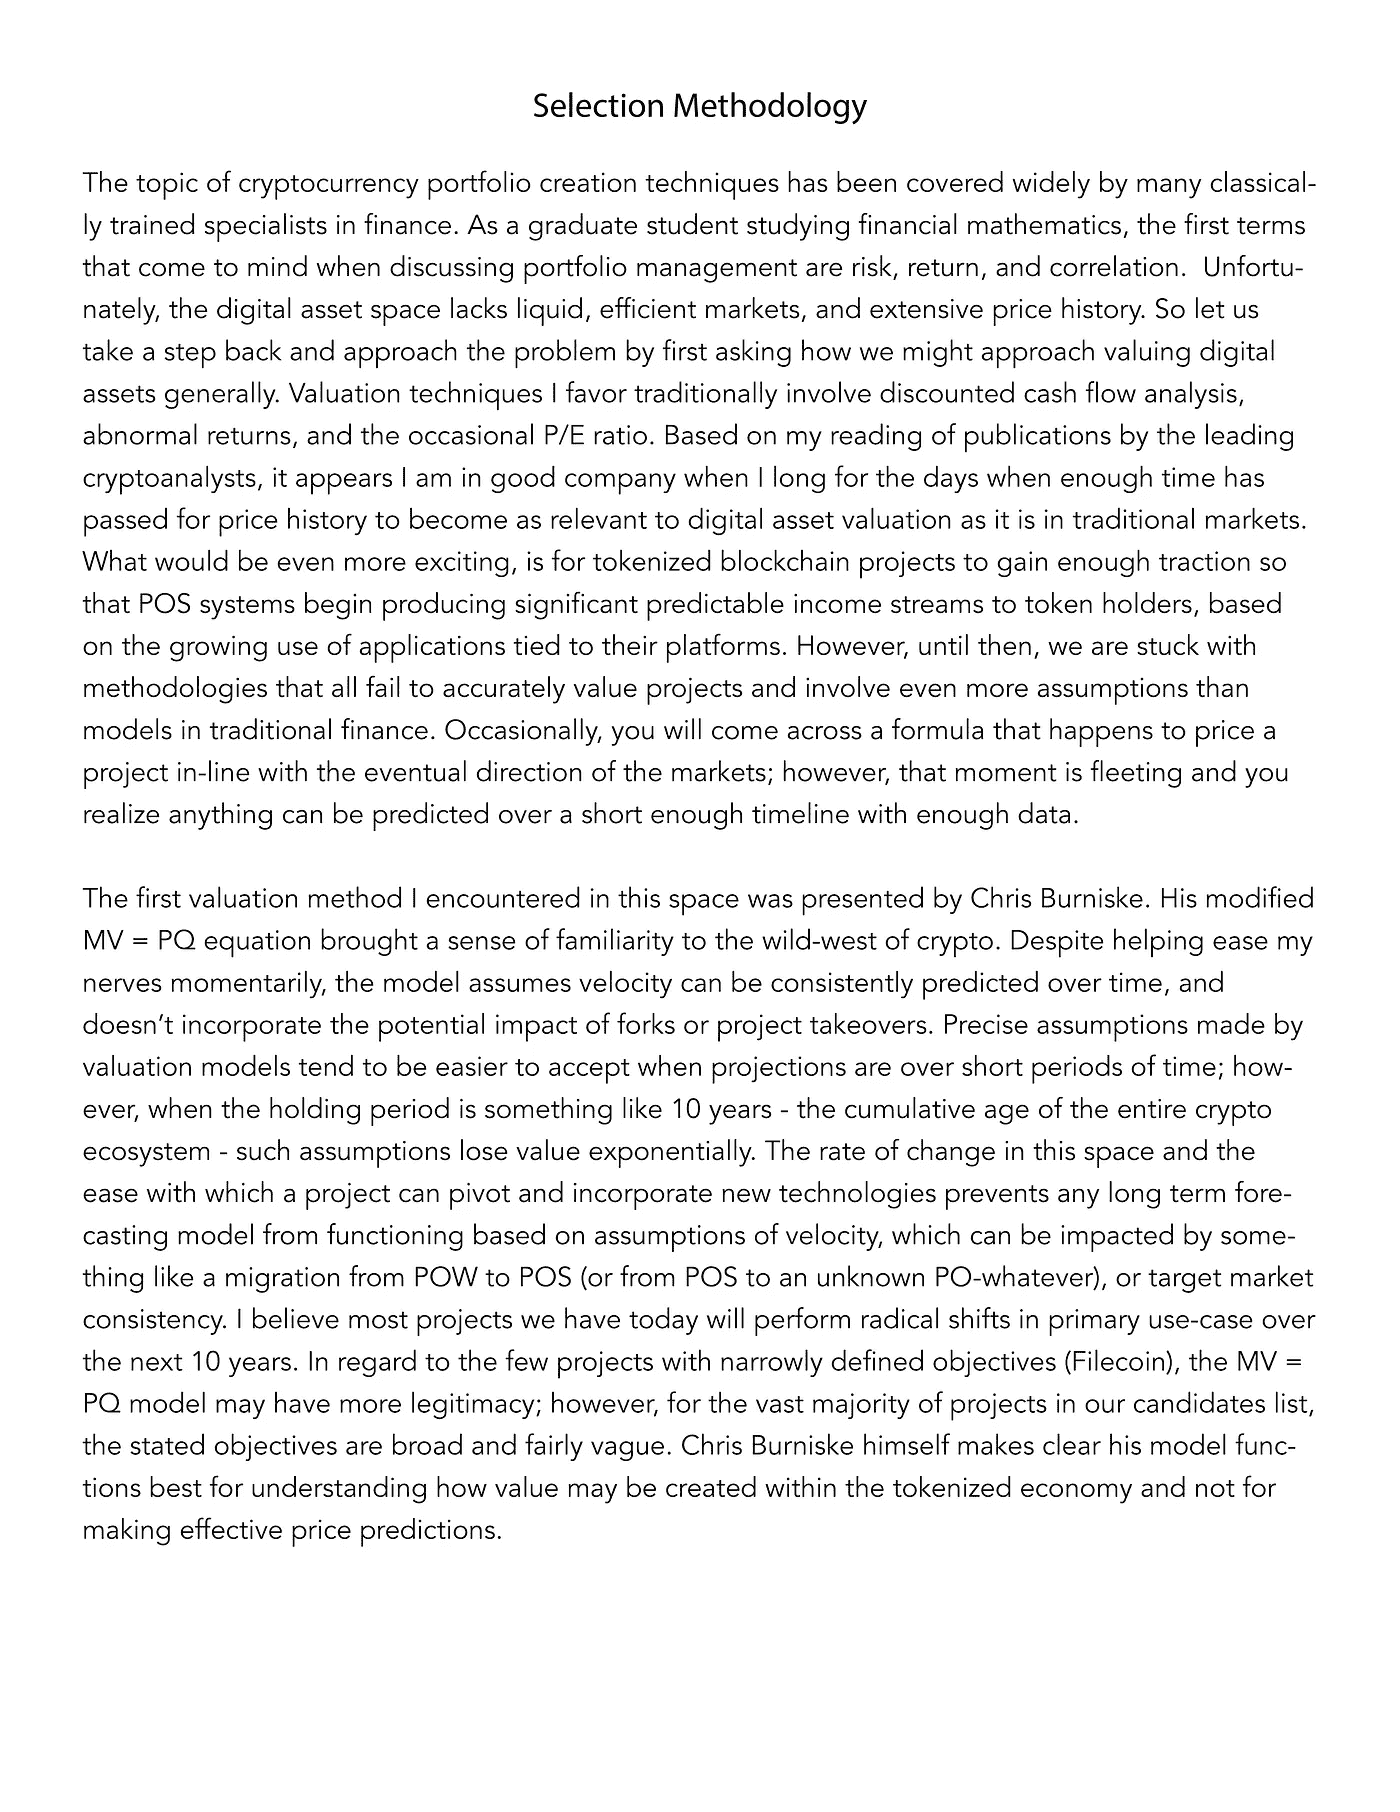 Selection Methodology
The topic of cryptocurrency portfolio creation techniques has been covered widely by many classical-
ly trained specialists in finance. As a graduate student studying financial mathematics, the first terms
that come to mind when discussing portfolio management are risk, return, and correlation.  Unfortu-
nately, the digital asset space lacks liquid, efficient markets, and extensive price history. So let us
take a step back and approach the problem by first asking how we might approach valuing digital
assets generally. Valuation techniques I favor traditionally involve discounted cash flow analysis,
abnormal returns, and the occasional P/E ratio. Based on my reading of publications by the leading
cryptoanalysts, it appears I am in good company when I long for the days when enough time has
passed for price history to become as relevant to digital asset valuation as it is in traditional markets.
What would be even more exciting, is for tokenized blockchain projects to gain enough traction so
that POS systems begin producing significant predictable income streams to token holders, based
on the growing use of applications tied to their platforms. However, until then, we are stuck with
methodologies that all fail to accurately value projects and involve even more assumptions than
models in traditional finance. Occasionally, you will come across a formula that happens to price a
project in-line with the eventual direction of the markets; however, that moment is fleeting and you
realize anything can be predicted over a short enough timeline with enough data.
The first valuation method I encountered in this space was presented by Chris Burniske. His modified
MV = PQ equation brought a sense of familiarity to the wild-west of crypto. Despite helping ease my
nerves momentarily, the model assumes velocity can be consistently predicted over time, and
doesn’t incorporate the potential impact of forks or project takeovers. Precise assumptions made by
valuation models tend to be easier to accept when projections are over short periods of time; how-
ever, when the holding period is something like 10 years - the cumulative age of the entire crypto
ecosystem - such assumptions lose value exponentially. The rate of change in this space and the
ease with which a project can pivot and incorporate new technologies prevents any long term fore-
casting model from functioning based on assumptions of velocity, which can be impacted by some-
thing like a migration from POW to POS (or from POS to an unknown PO-whatever), or target market
consistency. I believe most projects we have today will perform radical shifts in primary use-case over
the next 10 years. In regard to the few projects with narrowly defined objectives (Filecoin), the MV =
PQ model may have more legitimacy; however, for the vast majority of projects in our candidates list,
the stated objectives are broad and fairly vague. Chris Burniske himself makes clear his model func-
tions best for understanding how value may be created within the tokenized economy and not for
making effective price predictions.